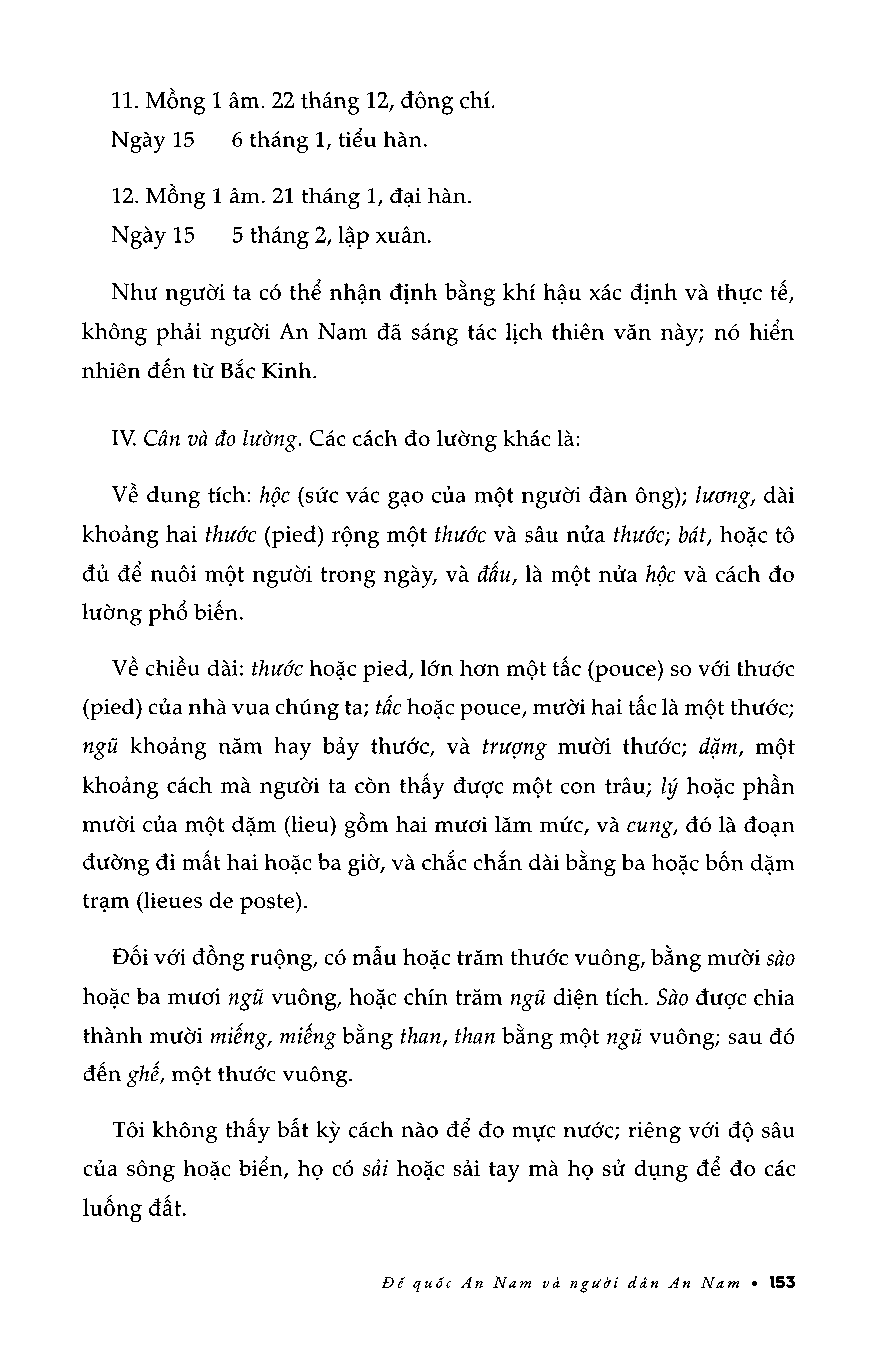 11. Mồng 1 âm. 22 tháng 12, đông chí.
Ngày 15 6 tháng 1, tiểu hàn.
12. Mồng 1 âm. 21 tháng 1, đại hàn.
Ngày 15 5 tháng 2, lập xuân.
Như người ta có thể nhận định bằng khí hậu xác định và thực tế,
không phải người An Nam đã sáng tác lịch thiên văn này; nó hiển
nhiên đến từ Bắc Kinh.
IV. Cân và đo lường. Các cách đo lường khác là:
Về dung tích: hộc (sức vác gạo của một người đàn ông); lương, dài
khoảng hai thước (pied) rộng một thước và sâu nửa thước; bát, hoặc tô
đủ để nuôi một người trong ngày, và đấu, là một nửa hộc và cách đo
lường phổ biến.
Về chiều dài: thước hoặc pied, lớn hơn một tấc (pouce) so với thước
(pied) của nhà vua chúng ta; tấc hoặc pouce, mười hai tấc là một thước;
ngũ khoảng năm hay bảy thước, và trượng mười thước; dặm, một
khoảng cách mà người ta còn thấy được một con trâu; lý hoặc phần
mười của một dặm (lieu) gồm hai mươi lăm mức, và cung, đó là đoạn
đường đi mất hai hoặc ba giờ, và chắc chắn dài bằng ba hoặc bốn dặm
trạm (lieues de poste).
Đối với đồng ruộng, có mẫu hoặc trăm thước vuông, bằng mười sào
hoặc ba mươi ngũ vuông, hoặc chín trăm ngũ diện tích. Sào được chia
thành mười miếng, miếng bằng than, than bằng một ngũ vuông; sau đó
đến ghế, một thước vuông.
Tôi không thấy bất kỳ cách nào để đo mực nước; riêng với độ sâu
của sông hoặc biển, họ có sải hoặc sải tay mà họ sử dụng để đo các
luống đất.
Đế quốc An Nam và người dân An Nam • 153